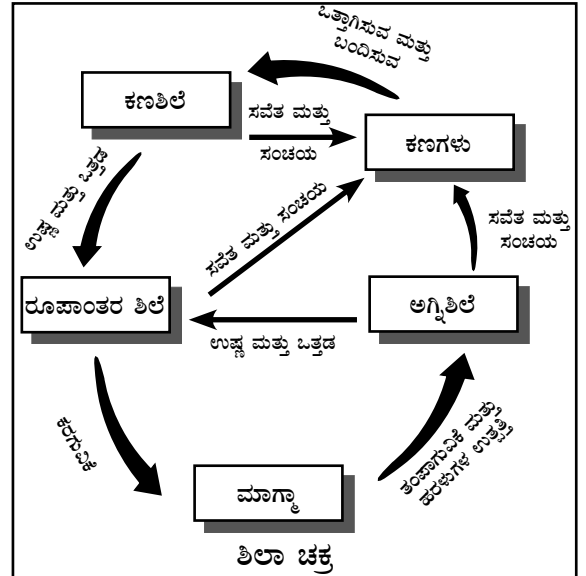 ಒತ್ತಾಗಿಸುವ ಮತ್ತು
ಬಂದಿಸುವ
ಕಣಶಿಲೆ
ಸವೆತ ಮತ್ತು
ಸಂಚಯ
ಕಣಗಳು
ಉಷ್ಣ ಮತ್ತು ಒತ್ತಡ
ಸವೆತ ಮತ್ತು ಸಂಚಯ
ಸವೆತ ಮತ್ತು
ಸಂಚಯ
ರೂಪಾಂತರ ಶಿಲೆ
ಅಗ್ನಿಶಿಲೆ
ಉಷ್ಣ ಮತ್ತು ಒತ್ತಡ
ಕರಗುವಿಕೆ
ತಂಪಾಗುವಿಕೆ ಮತ್ತು
ಹರಳುಗಳ ಉತ್ಪತ್ತಿ
ಮಾಗ್ಮಾ
ಶಿಲಾ ಚಕ್ರ